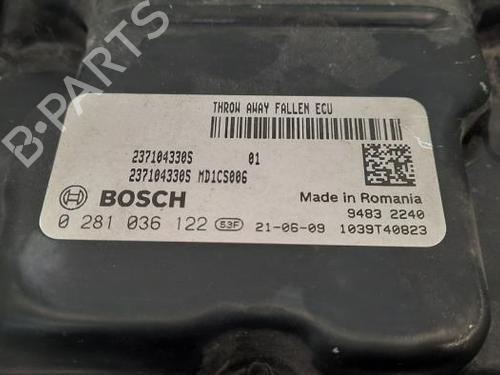 B-PARTS
THROW AWAY FALLEN ECU
237104330S 01
237104330S MD1CS006
BOSCH
Made in Romania
9483 2240
0 281 036 122 S3F 21-06-09 1039T40823